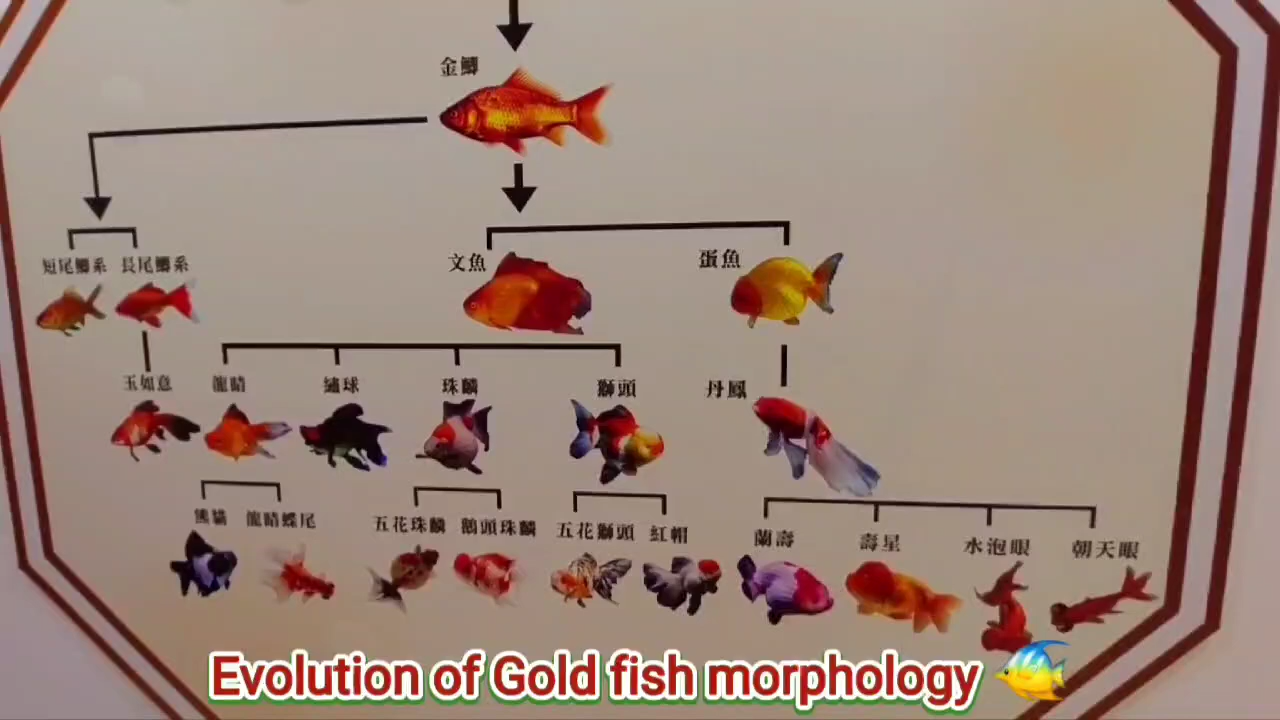 金鯽
短尾鯽系 長尾鯽系
文魚
蛋魚
玉如意
龍睛
繡球
珠鱗
獅頭
丹鳳
熊貓
龍睛蝶尾
五花珠鱗
鵝頭珠鱗
五花獅頭
紅帽
蘭壽
壽星
水泡眼
朝天眼
Evolution of Gold fish morphology 🐠